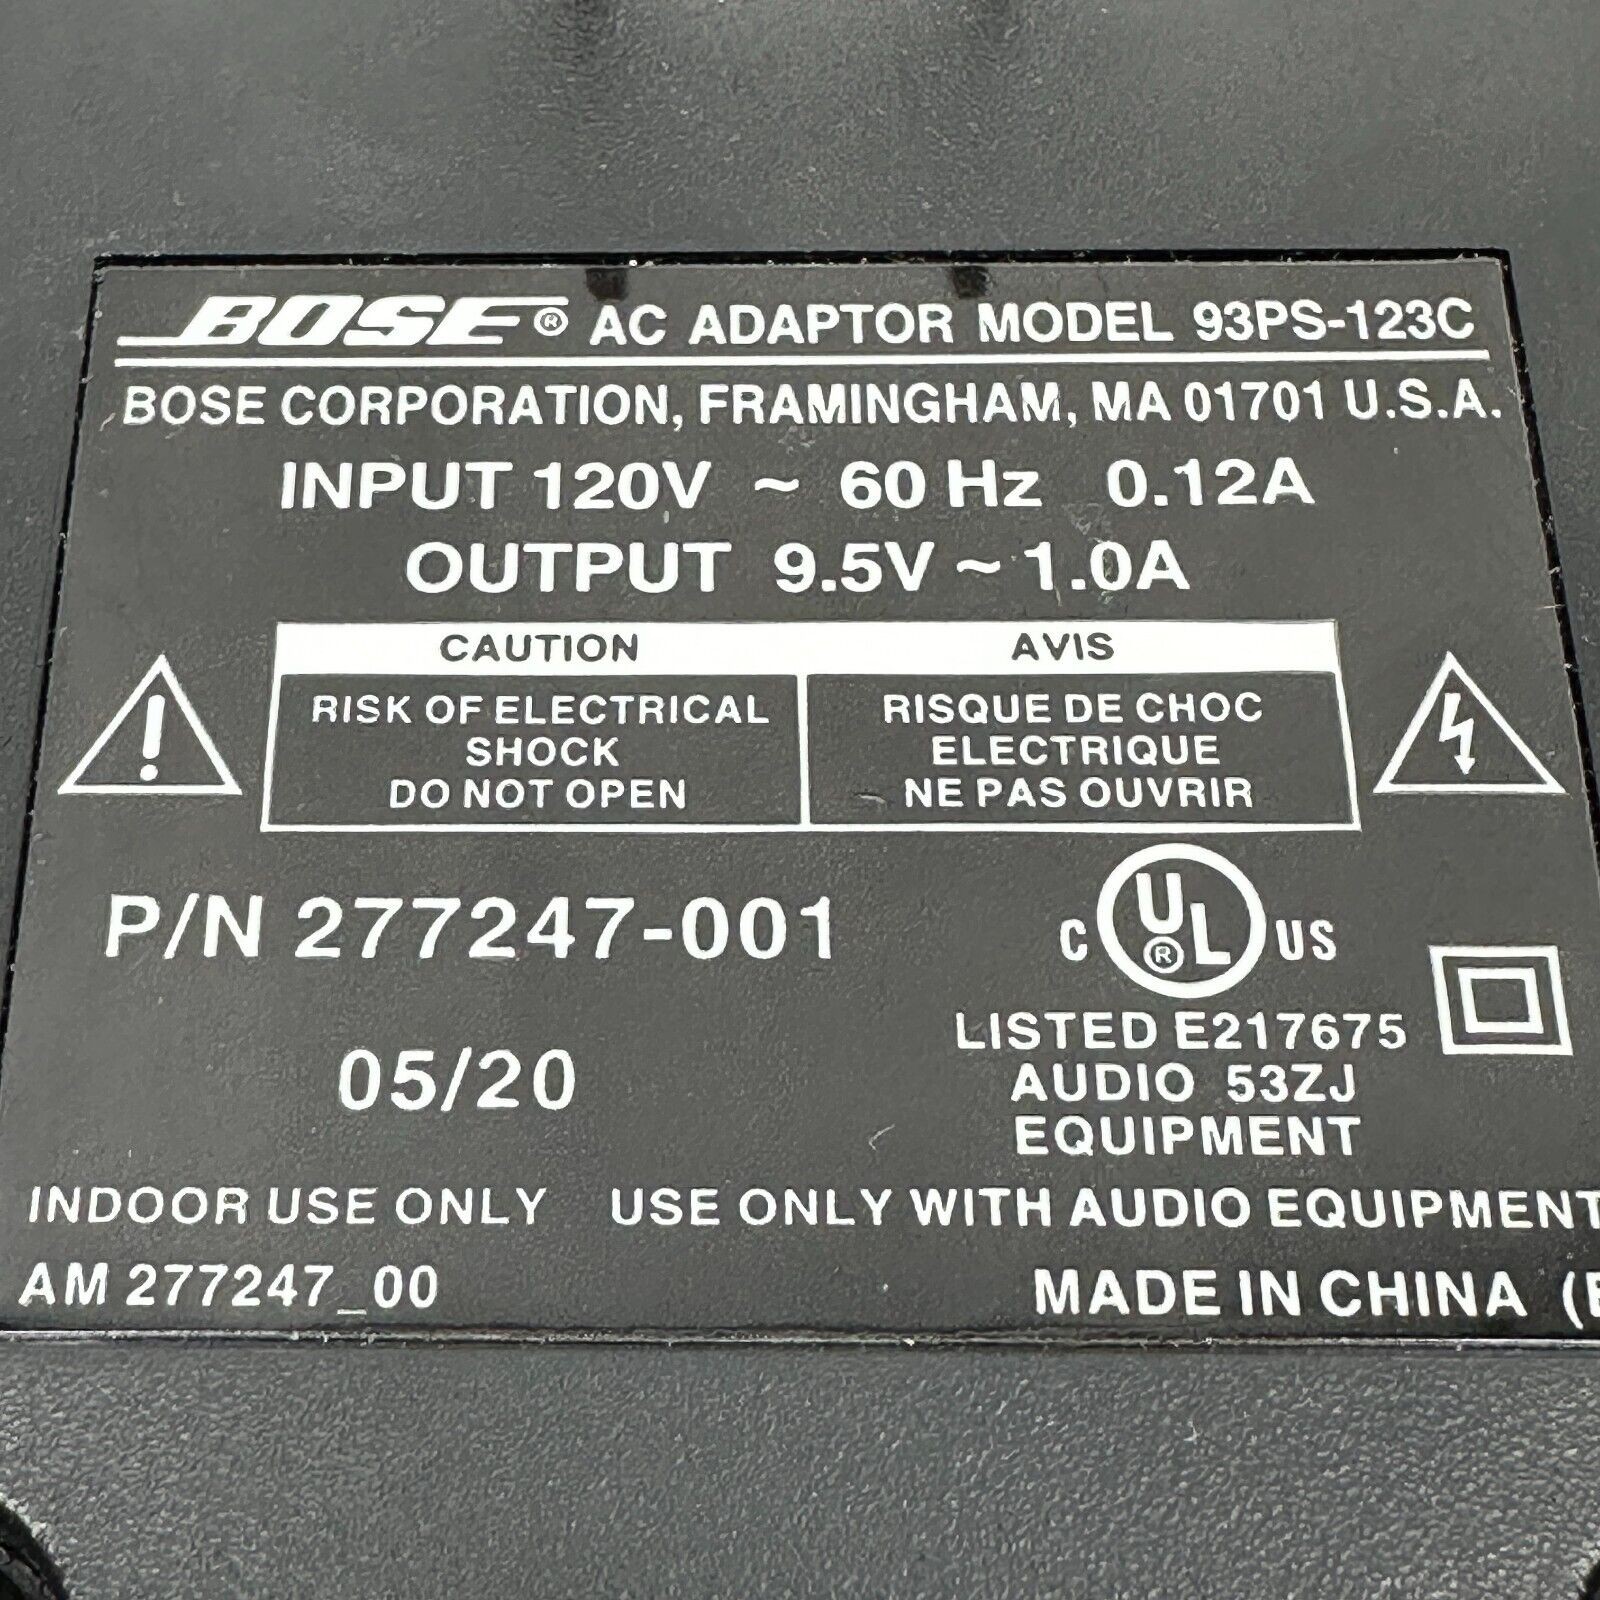 BOSE® AC ADAPTOR MODEL 93PS-123C
BOSE CORPORATION, FRAMINGHAM, MA 01701 U.S.A.
INPUT 120V ~ 60 Hz 0.12A
OUTPUT 9.5V ~ 1.0A
CAUTION
RISK OF ELECTRICAL
SHOCK
DO NOT OPEN
AVIS
RISQUE DE CHOC
ELECTRIQUE
NE PAS OUVRIR
P/N 277247-001
05/20
C UL® US
LISTED E217675
AUDIO 53ZJ
EQUIPMENT
INDOOR USE ONLY USE ONLY WITH AUDIO EQUIPMENT
AM 277247_00
MADE IN CHINA